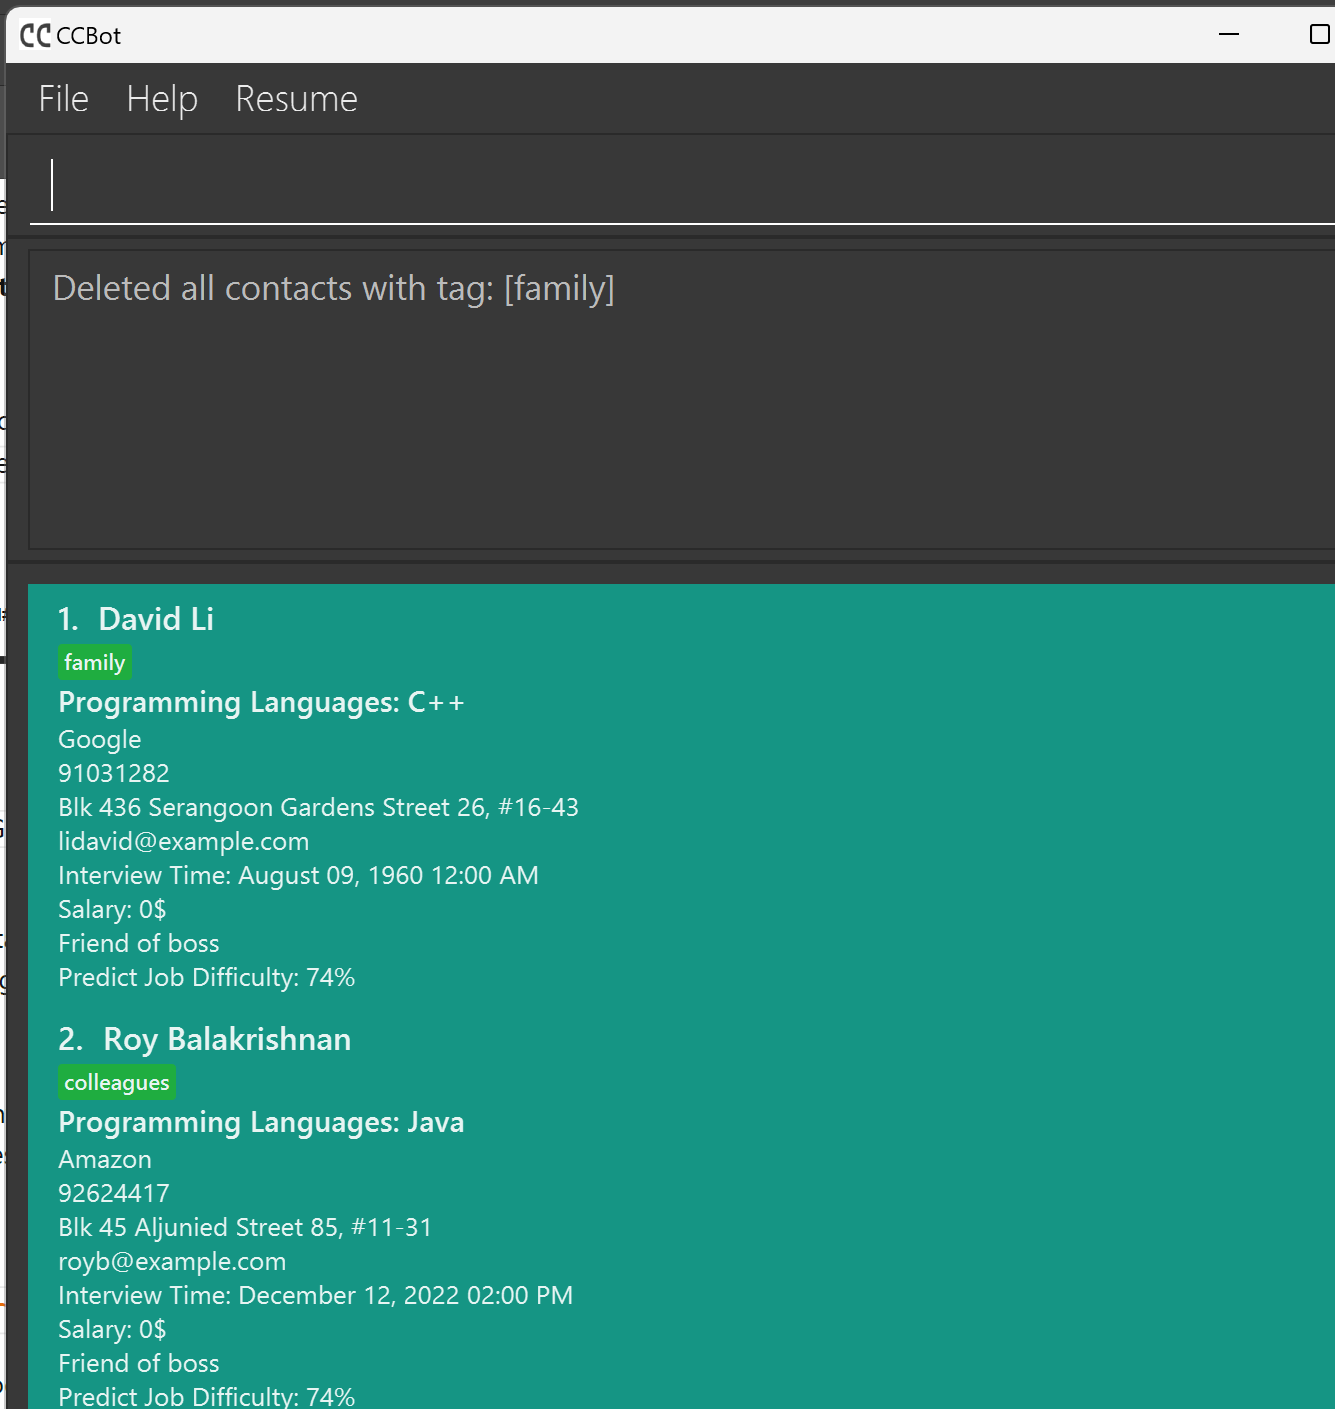 CC CCBot
File Help Resume
Deleted all contacts with tag: [family]
1. David Li
family
Programming Languages: C++
Google
91031282
Blk 436 Serangoon Gardens Street 26, #16-43
lidavid@example.com
Interview Time: August 09, 1960 12:00 AM
Salary: 0$
Friend of boss
Predict Job Difficulty: 74%
2. Roy Balakrishnan
colleagues
Programming Languages: Java
Amazon
92624417
Blk 45 Aljunied Street 85, #11-31
royb@example.com
Interview Time: December 12, 2022 02:00 PM
Salary: 0$
Friend of boss
Predict Job Difficulty: 74%